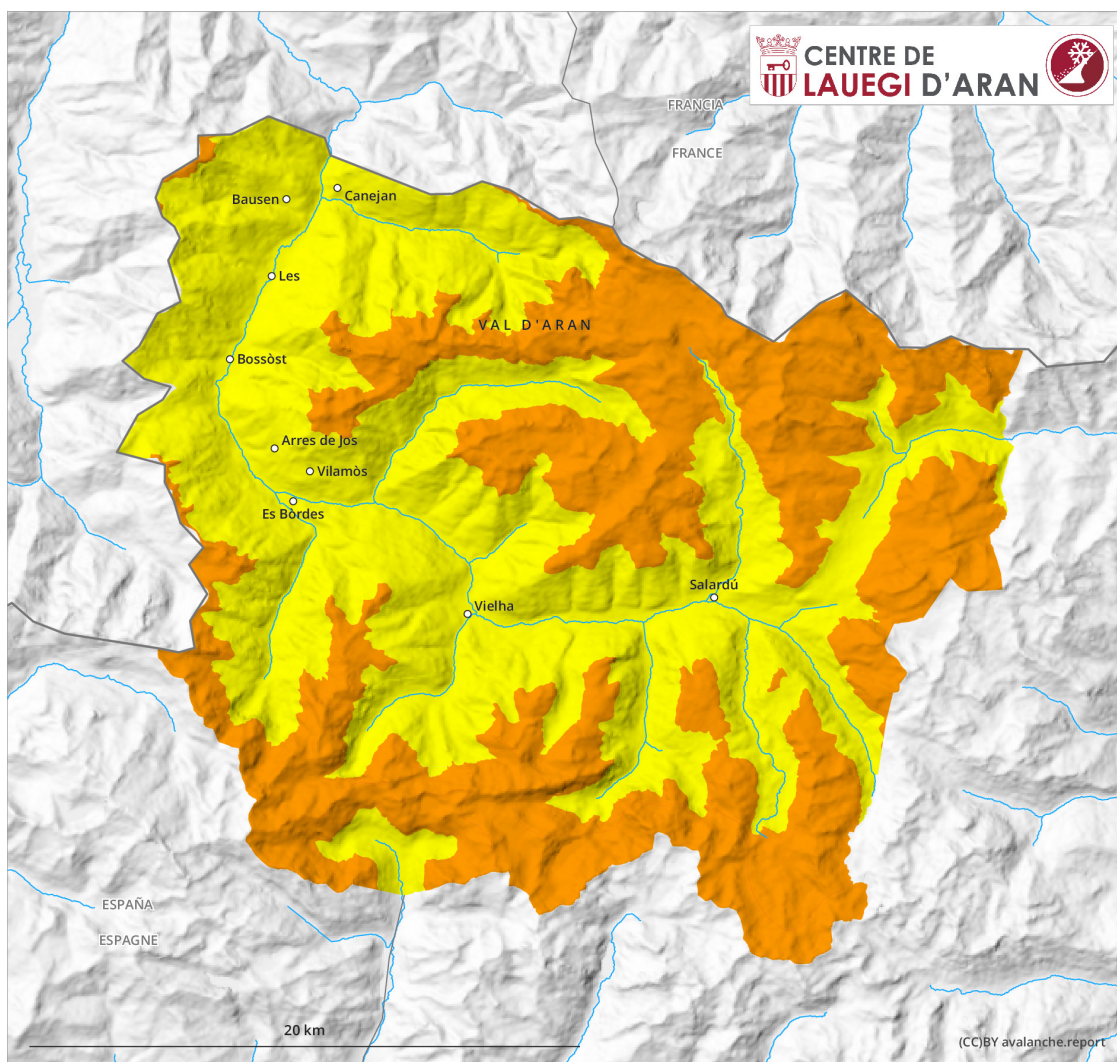 CENTRE DE
LAUEGI D'ARAN
FRANCIA
FRANCE
Bausen
Canejan
Les
VAL D'ARAN
Bossòst
Arres de Jos
Vilamòs
Es Bòrdes
Salardú
Vielha
ESPAÑA
ESPAGNE
20 km
(CC)BY avalanche.report